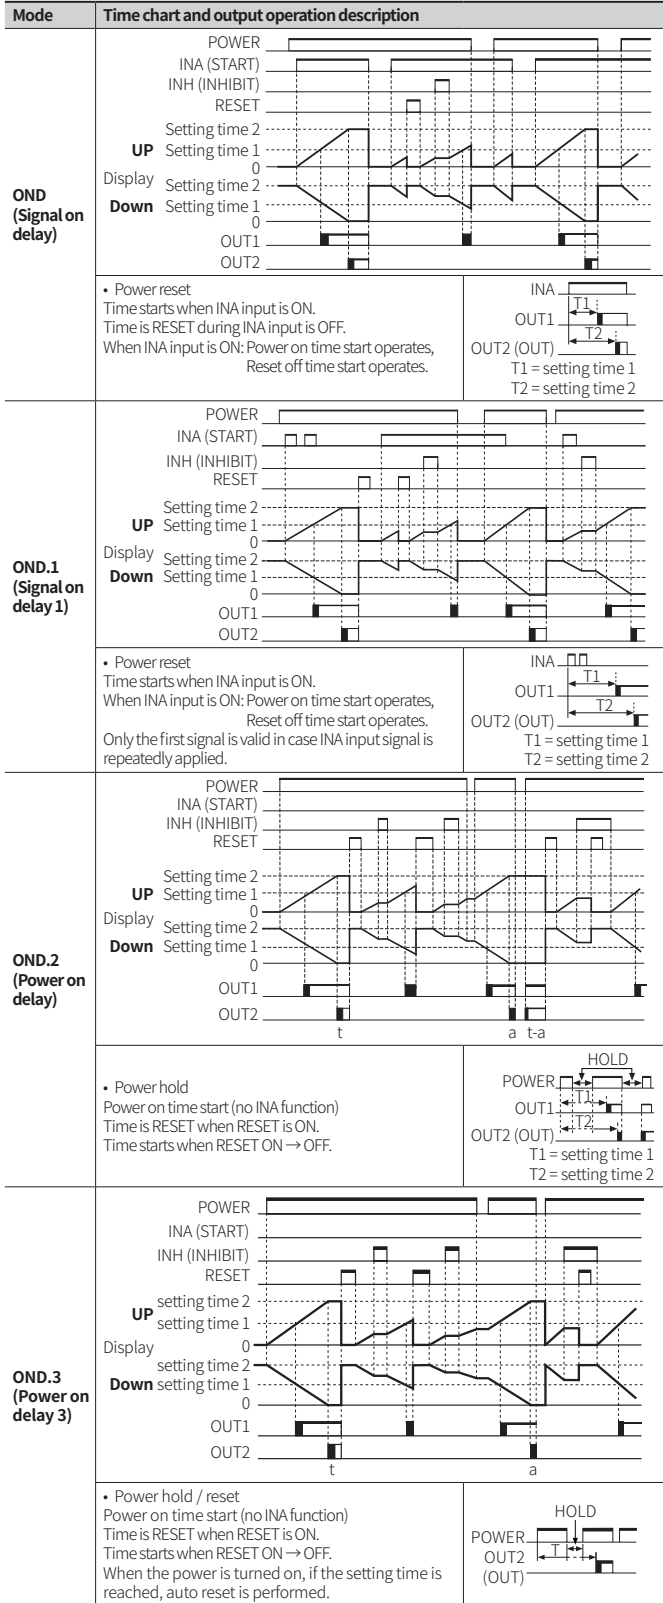 Mode Time chart and output operation description
OND
(Signal on
delay)
POWER
INA (START)
INH (INHIBIT)
RESET
Setting time 2
UP Setting time 1
0
Display
Setting time 2
Down Setting time 1
0
OUT1
OUT2
• Power reset
Time starts when INA input is ON.
Time is RESET during INA input is OFF.
When INA input is ON: Power on time start operates,
Reset off time start operates.
INA
T1
OUT1
T2
OUT2 (OUT)
T1 = setting time 1
T2 = setting time 2
OND.1
(Signal on
delay 1)
POWER
INA (START)
INH (INHIBIT)
RESET
Setting time 2
UP Setting time 1
0
Display
Setting time 2
Down Setting time 1
0
OUT1
OUT2
• Power reset
Time starts when INA input is ON.
When INA input is ON: Power on time start operates,
Reset off time start operates.
Only the first signal is valid in case INA input signal is
repeatedly applied.
INA
T1
OUT1
T2
OUT2 (OUT)
T1 = setting time 1
T2 = setting time 2
OND.2
(Power on
delay)
POWER
INA (START)
INH (INHIBIT)
RESET
Setting time 2
UP Setting time 1
0
Display
Setting time 2
Down Setting time 1
0
OUT1
OUT2
t a t-a
• Power hold
Power on time start (no INA function)
Time is RESET when RESET is ON.
Time starts when RESET ON → OFF.
HOLD
POWER
T1
OUT1
T2
OUT2 (OUT)
T1 = setting time 1
T2 = setting time 2
OND.3
(Power on
delay 3)
POWER
INA (START)
INH (INHIBIT)
RESET
setting time 2
UP setting time 1
0
Display
setting time 2
Down setting time 1
0
OUT1
OUT2
t a
• Power hold / reset
Power on time start (no INA function)
Time is RESET when RESET is ON.
Time starts when RESET ON → OFF.
When the power is turned on, if the setting time is
reached, auto reset is performed.
HOLD
POWER
T
OUT2
(OUT)